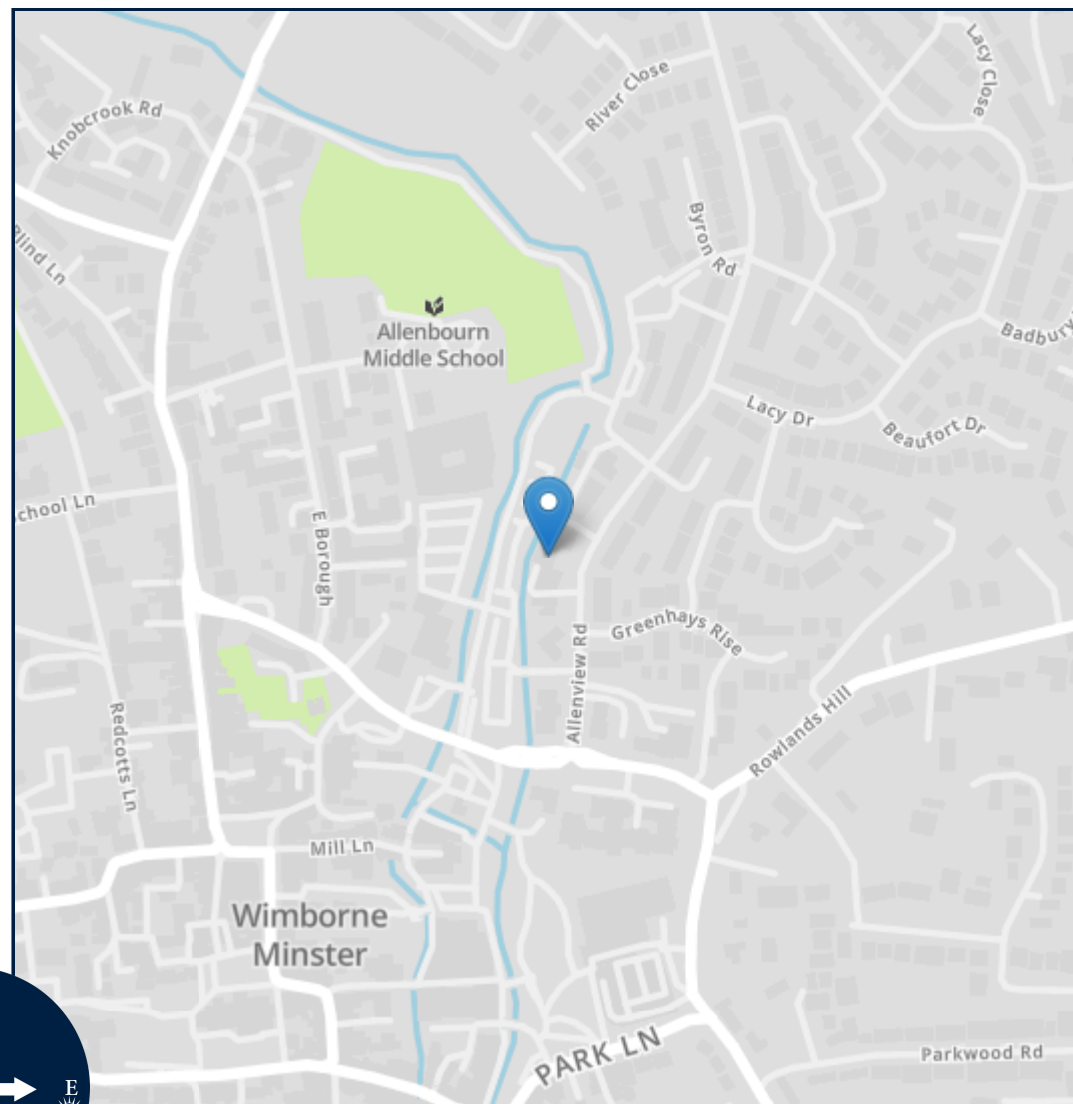 Lacy Close
River Close
Knobcrook Rd
Byron Rd
Blind Ln
Allenbourn
Middle School
Badbury
Lacy Dr
Beaufort Dr
School Ln
E Borough
Greenhays Rise
Allenview Rd
Redcotts Ln
Rowlands Hill
Mill Ln
Wimborne
Minster
PARK LN
Parkwood Rd
E